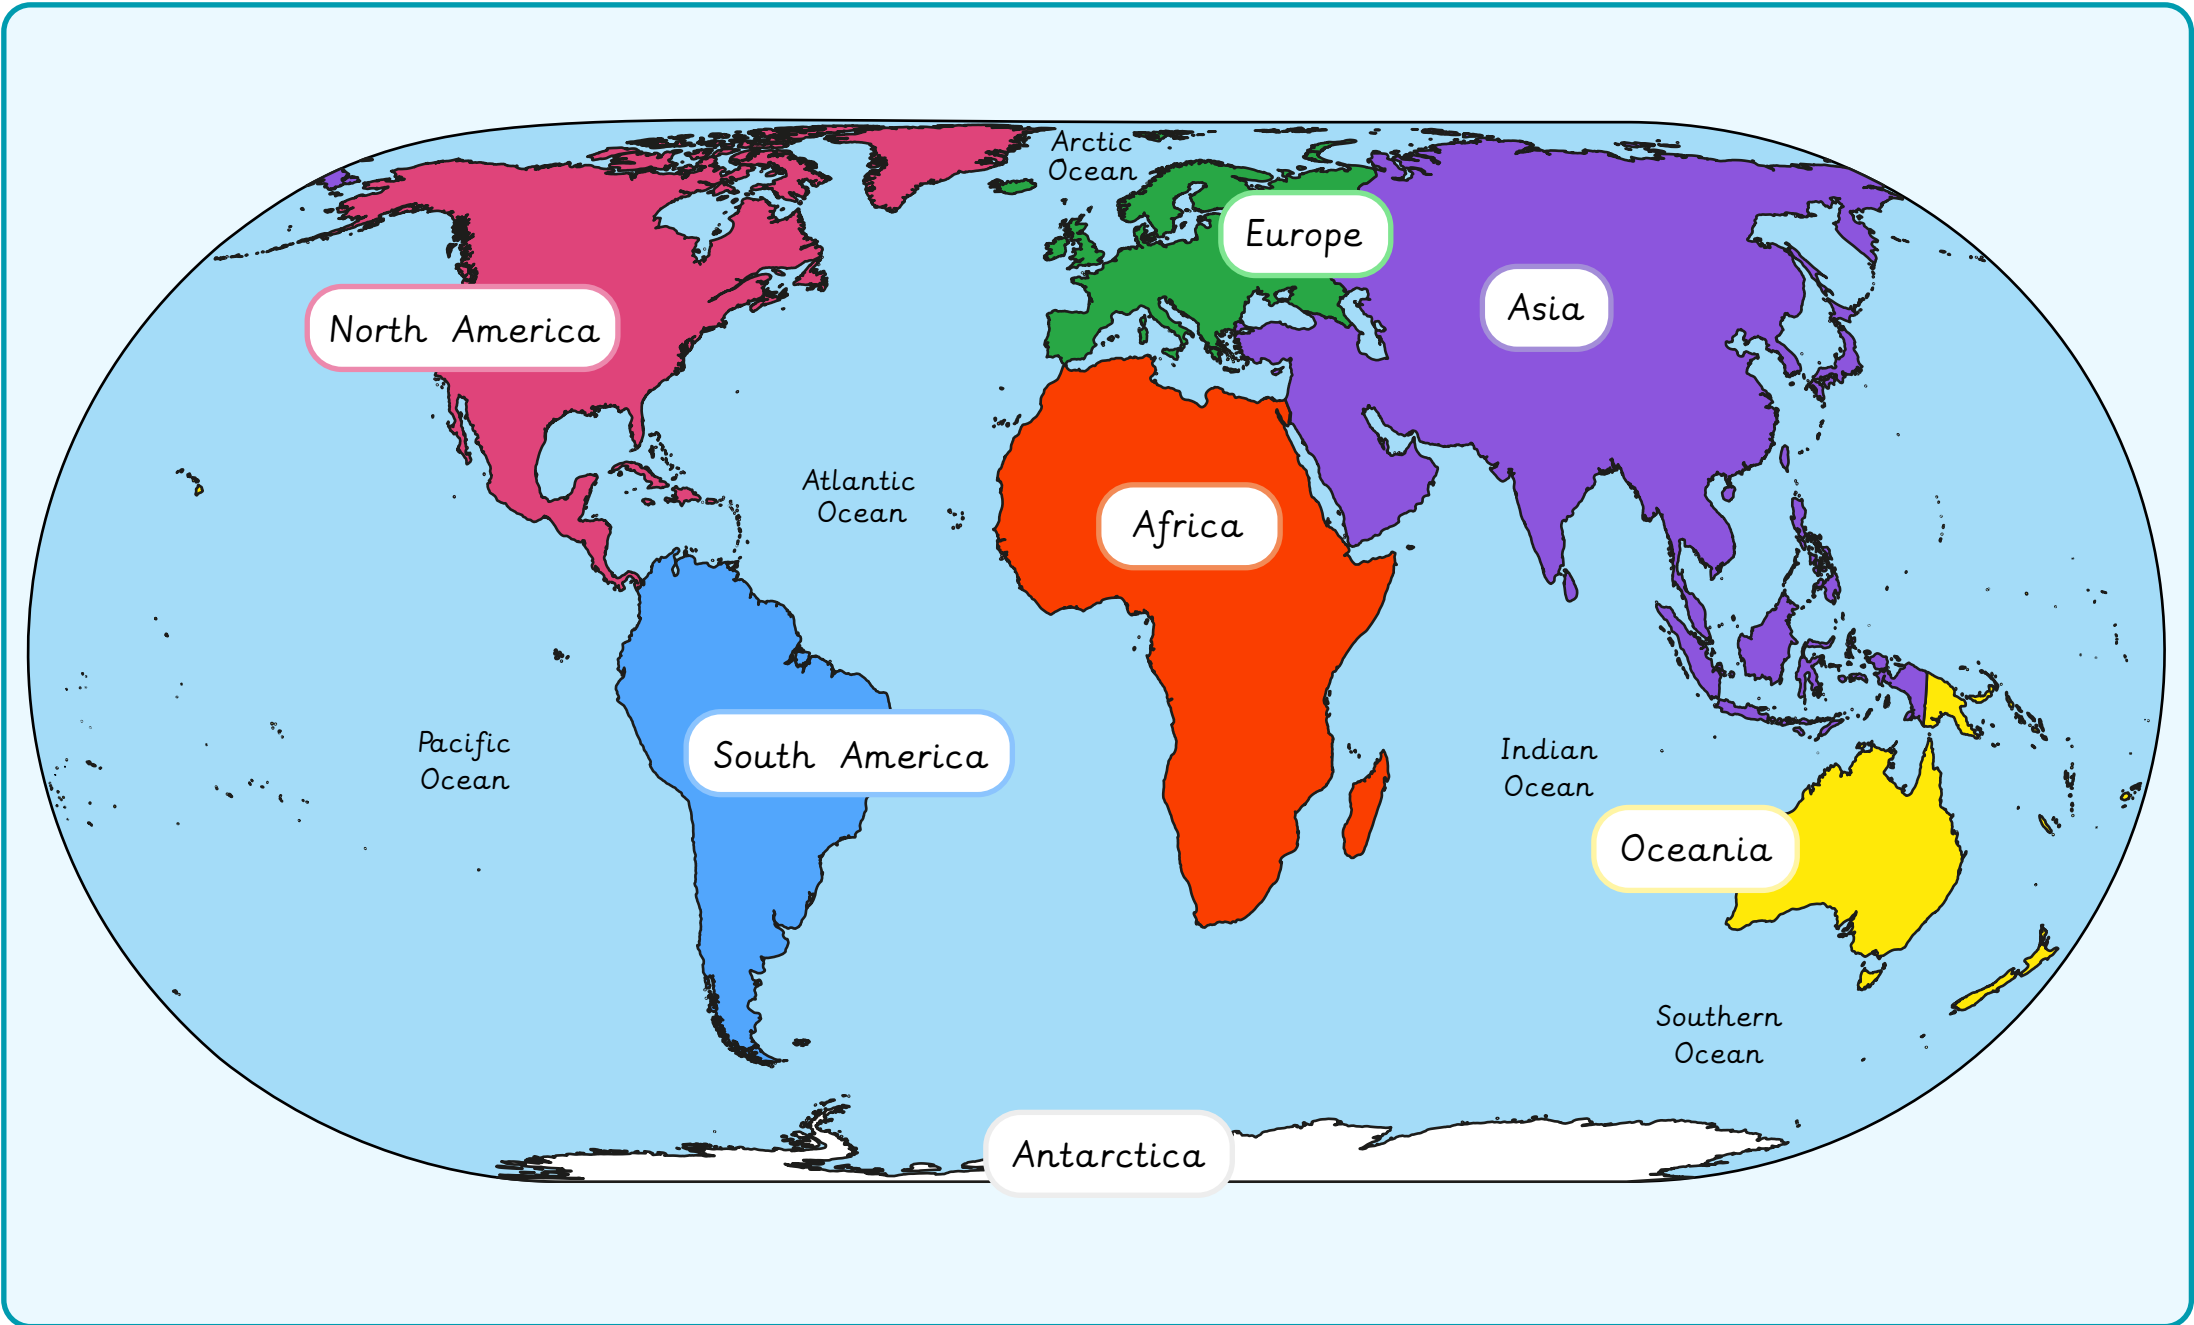 Arctic
Ocean
Europe
Asia
North America
Atlantic
Ocean
Africa
Pacific
Ocean
South America
Indian
Ocean
Oceania
Southern
Ocean
Antarctica